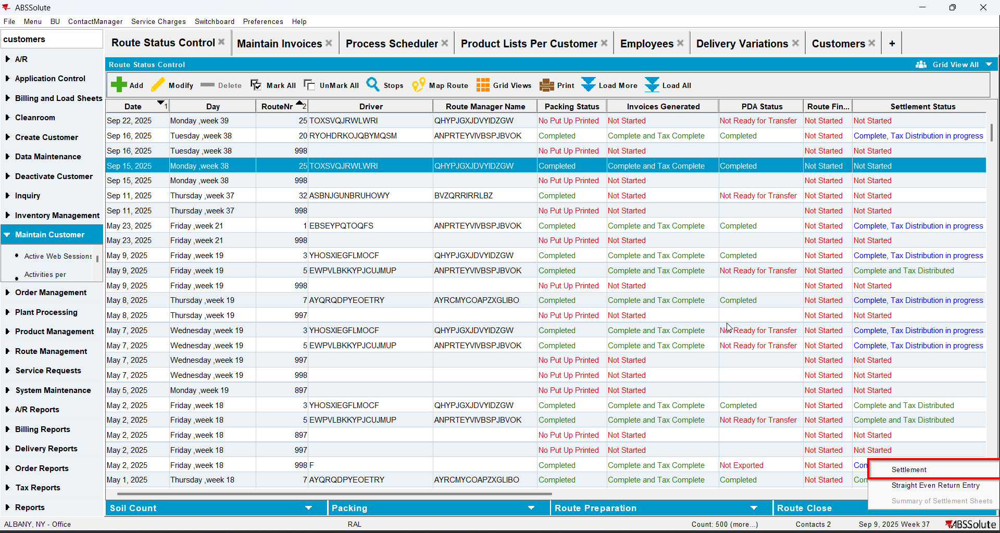 ABSSolute
File Menu BU ContactManager Service Charges Switchboard Preferences Help
customers
Route Status Control Maintain Invoices Process Scheduler Product Lists Per Customer Employees Delivery Variations Customers +
Route Status Control Grid View All
Add Modify Delete Mark All UnMark All Stops Map Route Grid Views Print Load More Load All
A/R
Application Control
Billing and Load Sheets
Cleanroom
Create Customer
Data Maintenance
Deactivate Customer
Inquiry
Inventory Management
Maintain Customer
Active Web Sessions
Activities per
Order Management
Plant Processing
Product Management
Route Management
Service Requests
System Maintenance
A/R Reports
Billing Reports
Delivery Reports
Order Reports
Tax Reports
Reports
Date 1 Day RouteNr 2 Driver Route Manager Name Packing Status Invoices Generated PDA Status Route Fin... Settlement Status
Sep 22, 2025 Monday ,week 39 25 TOXSVQJRWLWRI QHYPJGXJDVYIDZGW No Put Up Printed Not Started Not Ready for Transfer Not Started Not Started
Sep 16, 2025 Tuesday ,week 38 20 RYOHDRKOJQBYMQSM ANPRTEYVIVBSPJBVOK Completed Complete and Tax Complete Completed Not Started Complete, Tax Distribution in progress
Sep 16, 2025 Tuesday ,week 38 998 No Put Up Printed Not Started Not Started Not Started
Sep 15, 2025 Monday ,week 38 25 TOXSVQJRWLWRI QHYPJGXJDVYIDZGW Completed Complete and Tax Complete Completed Not Started Not Started
Sep 15, 2025 Monday ,week 38 998 No Put Up Printed Not Started Not Started Not Started
Sep 11, 2025 Thursday ,week 37 32 ASBNJGUNBRUHOWY BVZQRRIRRLBZ Completed Not Started Not Ready for Transfer Not Started Not Started
Sep 11, 2025 Thursday ,week 37 998 No Put Up Printed Not Started Not Started Not Started
May 23, 2025 Friday ,week 21 1 EBSEYPQTOQFS ANPRTEYVIVBSPJBVOK Completed Complete and Tax Complete Completed Not Started Complete, Tax Distribution in progress
May 23, 2025 Friday ,week 21 998 No Put Up Printed Not Started Not Started Not Started
May 9, 2025 Friday ,week 19 3 YHOSXIEGFLMOCF QHYPJGXJDVYIDZGW Completed Complete and Tax Complete Completed Not Started Complete, Tax Distribution in progress
May 9, 2025 Friday ,week 19 5 EWPVLBKKYPJCUJMUP ANPRTEYVIVBSPJBVOK Completed Complete and Tax Complete Not Ready for Transfer Not Started Complete and Tax Distributed
May 9, 2025 Friday ,week 19 998 No Put Up Printed Not Started Not Started Not Started
May 8, 2025 Thursday ,week 19 7 AYQRQDPYEOETRY AYRCMYCOAPZXGLIBO Completed Complete and Tax Complete Completed Not Started Complete, Tax Distribution in progress
May 8, 2025 Thursday ,week 19 997 No Put Up Printed Not Started Not Started Not Started
May 7, 2025 Wednesday ,week 19 3 YHOSXIEGFLMOCF QHYPJGXJDVYIDZGW Completed Complete and Tax Complete Not Ready for Transfer Not Started Complete, Tax Distribution in progress
May 7, 2025 Wednesday ,week 19 5 EWPVLBKKYPJCUJMUP ANPRTEYVIVBSPJBVOK Completed Complete and Tax Complete Not Ready for Transfer Not Started Complete, Tax Distribution in progress
May 7, 2025 Wednesday ,week 19 997 No Put Up Printed Not Started Not Started Not Started
May 7, 2025 Wednesday ,week 19 998 No Put Up Printed Not Started Not Started Not Started
May 5, 2025 Monday ,week 19 897 No Put Up Printed Not Started Not Started Not Started
May 2, 2025 Friday ,week 18 3 YHOSXIEGFLMOCF QHYPJGXJDVYIDZGW Completed Complete and Tax Complete Completed Not Started Complete and Tax Distributed
May 2, 2025 Friday ,week 18 5 EWPVLBKKYPJCUJMUP ANPRTEYVIVBSPJBVOK Completed Complete and Tax Complete Not Ready for Transfer Not Started Complete and Tax Distributed
May 2, 2025 Friday ,week 18 897 No Put Up Printed Not Started Not Started Not Started
May 2, 2025 Friday ,week 18 997 No Put Up Printed Not Started Not Started Not Started
May 2, 2025 Friday ,week 18 998 F Completed Complete and Tax Complete Not Exported Not Started Con
May 1, 2025 Thursday ,week 18 7 AYQRQDPYEOETRY AYRCMYCOAPZXGLIBO Completed Complete and Tax Complete Completed Not Started Con
Settlement
Straight Even Return Entry
Summary of Settlement Sheets
Soil Count Packing Route Preparation Route Close
ALBANY, NY - Office RAL Count: 500 (more...) Contacts 2 Sep 9, 2025 Week 37 ABSSolute